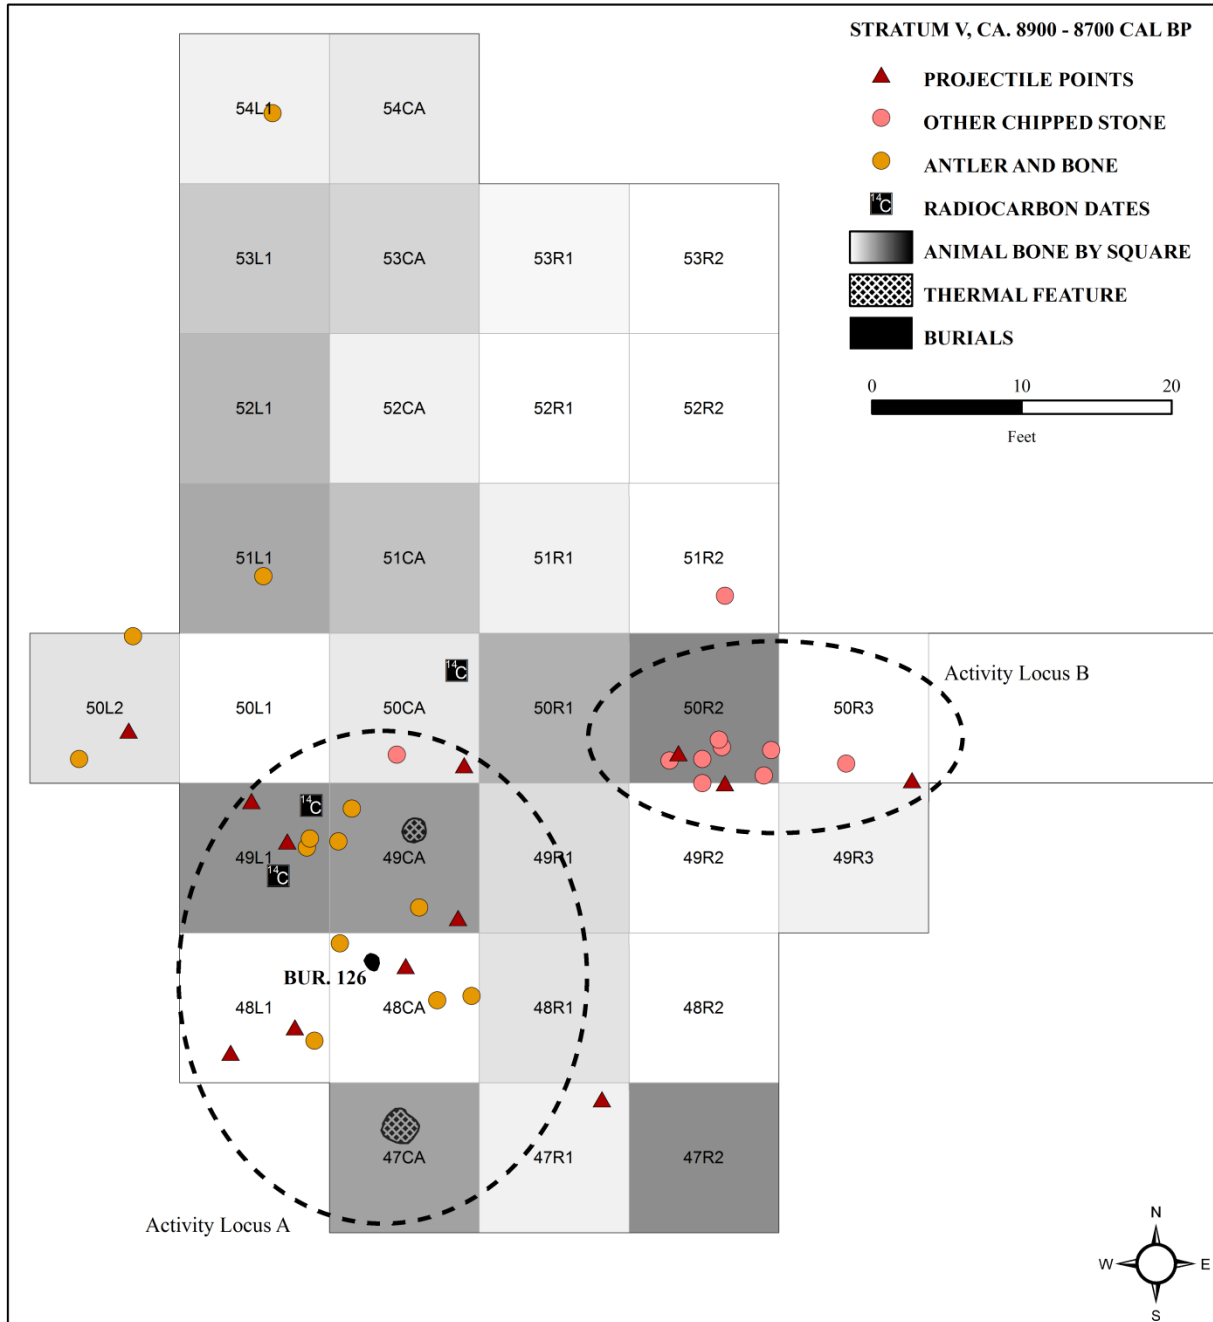 STRATUM V, CA. 8900 - 8700 CAL BP
PROJECTILE POINTS
OTHER CHIPPED STONE
ANTLER AND BONE
14C RADIOCARBON DATES
ANIMAL BONE BY SQUARE
THERMAL FEATURE
BURIALS
0 10 20
Feet
54L1 54CA
53L1 53CA 53R1 53R2
52L1 52CA 52R1 52R2
51L1 51CA 51R1 51R2
14C
Activity Locus B
50L2 50L1 50CA 50R1 50R2 50R3
14C
49L1 49CA 49R1 49R2 49R3
14C
BUR. 126
48L1 48CA 48R1 48R2
47CA 47R1 47R2
Activity Locus A
N
W E
S